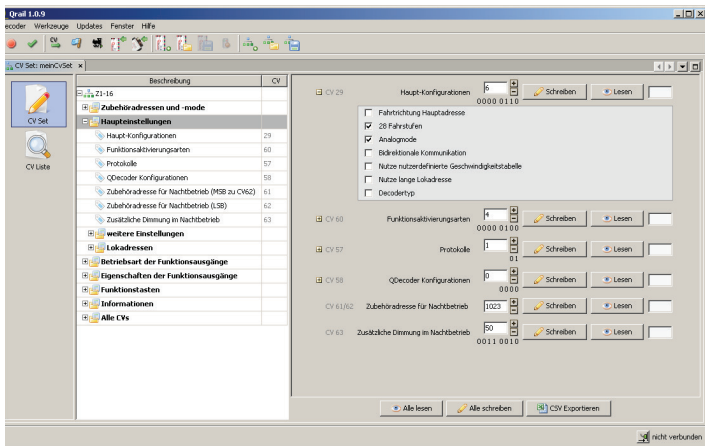 Qrail 1.0.9
ecoder Werkzeuge Updates Fenster Hilfe
CV Set: meinCvSet
CV Set
CV Liste
Beschreibung CV
Z1-16
Zubehöradressen und -mode
Haupteinstellungen
Haupt-Konfigurationen 29
Funktionsaktivierungsarten 60
Protokolle 57
QDecoder Konfigurationen 58
Zubehöradresse für Nachtbetrieb (MSB zu CV62) 61
Zubehöradresse für Nachtbetrieb (LSB) 62
Zusätzliche Dimmung im Nachtbetrieb 63
weitere Einstellungen
Lokadressen
Betriebsart der Funktionsausgänge
Eigenschaften der Funktionsausgänge
Funktionstasten
Informationen
Alle CVs
CV 29 Haupt-Konfigurationen 6 Schreiben Lesen
0000 0110
Fahrtrichtung Hauptadresse
28 Fahrstufen
Analogmode
Bidirektionale Kommunikation
Nutze nutzerdefinierte Geschwindigkeitstabelle
Nutze lange Lokadresse
Decodertyp
CV 60 Funktionsaktivierungsarten 4 Schreiben Lesen
0000 0100
CV 57 Protokolle 1 Schreiben Lesen
01
CV 58 QDecoder Konfigurationen 0 Schreiben Lesen
0000
CV 61/62 Zubehöradresse für Nachtbetrieb 1023 Schreiben Lesen
CV 63 Zusätzliche Dimmung im Nachtbetrieb 50 Schreiben Lesen
0011 0010
Alle lesen Alle schreiben CSV Exportieren
nicht verbunden